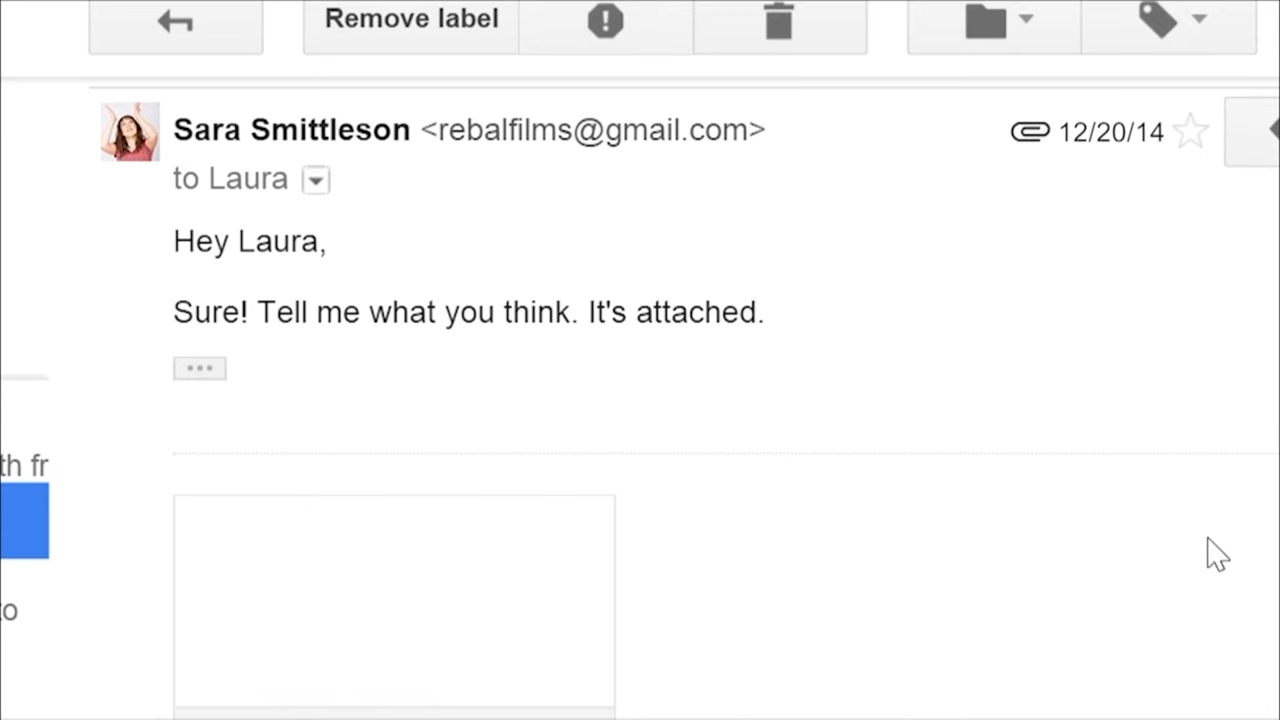 Remove label
Sara Smittleson <rebalfilms@gmail.com> 12/20/14
to Laura
Hey Laura,
Sure! Tell me what you think. It's attached.
th fr
to